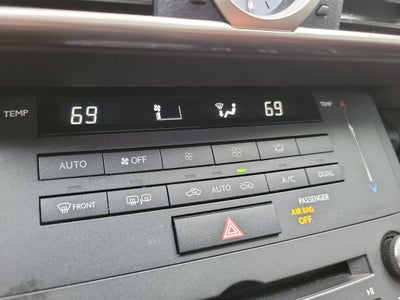 TEMP 69 69 TEMP
AUTO OFF
AUTO A/C DUAL
FRONT
PASSENGER
AIR BAG
OFF